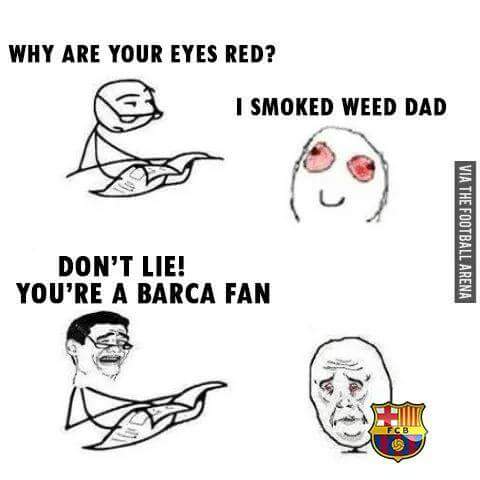 WHY ARE YOUR EYES RED?
I SMOKED WEED DAD
VIA THE FOOTBALL ARENA
DON'T LIE!
YOU'RE A BARCA FAN
FCB